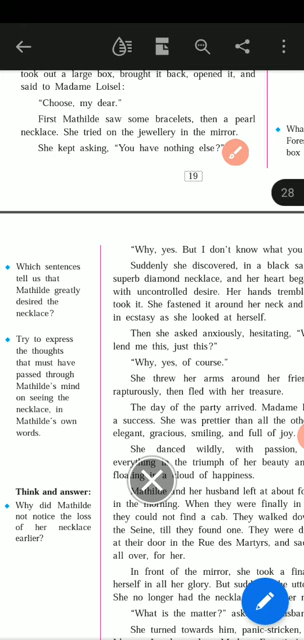 took out a large box, brought it back, opened it, and
said to Madame Loisel:
“Choose, my dear.”
First Mathilde saw some bracelets, then a pearl
necklace. She tried on the jewellery in the mirror.
She kept asking, “You have nothing else?”
box
19
28
“Why, yes. But I don’t know what you
Suddenly she discovered, in a black
superb diamond necklace, and her heart
with uncontrolled desire. Her hands
took it. She fastened it around her neck and
in ecstasy as she looked at herself.
Then she asked anxiously, hesitating,
lend me this, just this?”
“Why, yes, of course.”
She threw her arms around her
rapturously, then fled with her treasure.
The day of the party arrived. Madame
a success. She was prettier than all the
elegant, gracious, smiling, and full of joy.
She danced wildly, with passion,
everything in the triumph of her beauty
cloud of happiness.
Mathilde and her husband left at about
in the morning. When they were finally in
they could not find a cab. They walked
the Seine, till they found one. They were
at their door in the Rue des Martyrs, and
all over, for her.
In front of the mirror, she took a
herself in all her glory. But
She no longer had the
“What is the matter?”
She turned towards him, panic-stricken,
Which sentences
tell us that
Mathilde greatly
desired the
necklace?
Try to express
the thoughts
that must have
passed through
Mathilde’s mind
on seeing the
necklace, in
Mathilde’s own
words.
Think and answer:
Why did Mathilde
not notice the loss
of her necklace
earlier?